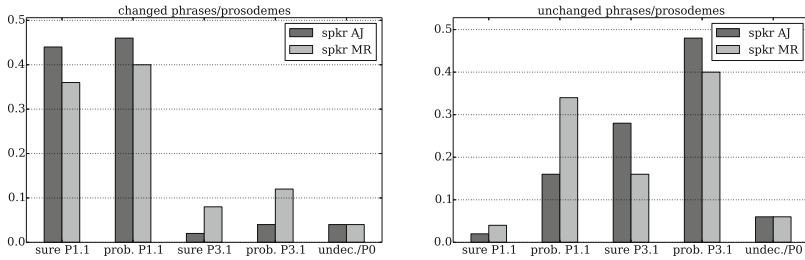 changed phrases/prosodemes
0.5
0.4
0.3
0.2
0.1
0.0
spkr AJ
spkr MR
sure P1.1 prob. P1.1 sure P3.1 prob. P3.1 undec./P0
unchanged phrases/prosodemes
0.5
0.4
0.3
0.2
0.1
0.0
spkr AJ
spkr MR
sure P1.1 prob. P1.1 sure P3.1 prob. P3.1 undec./P0